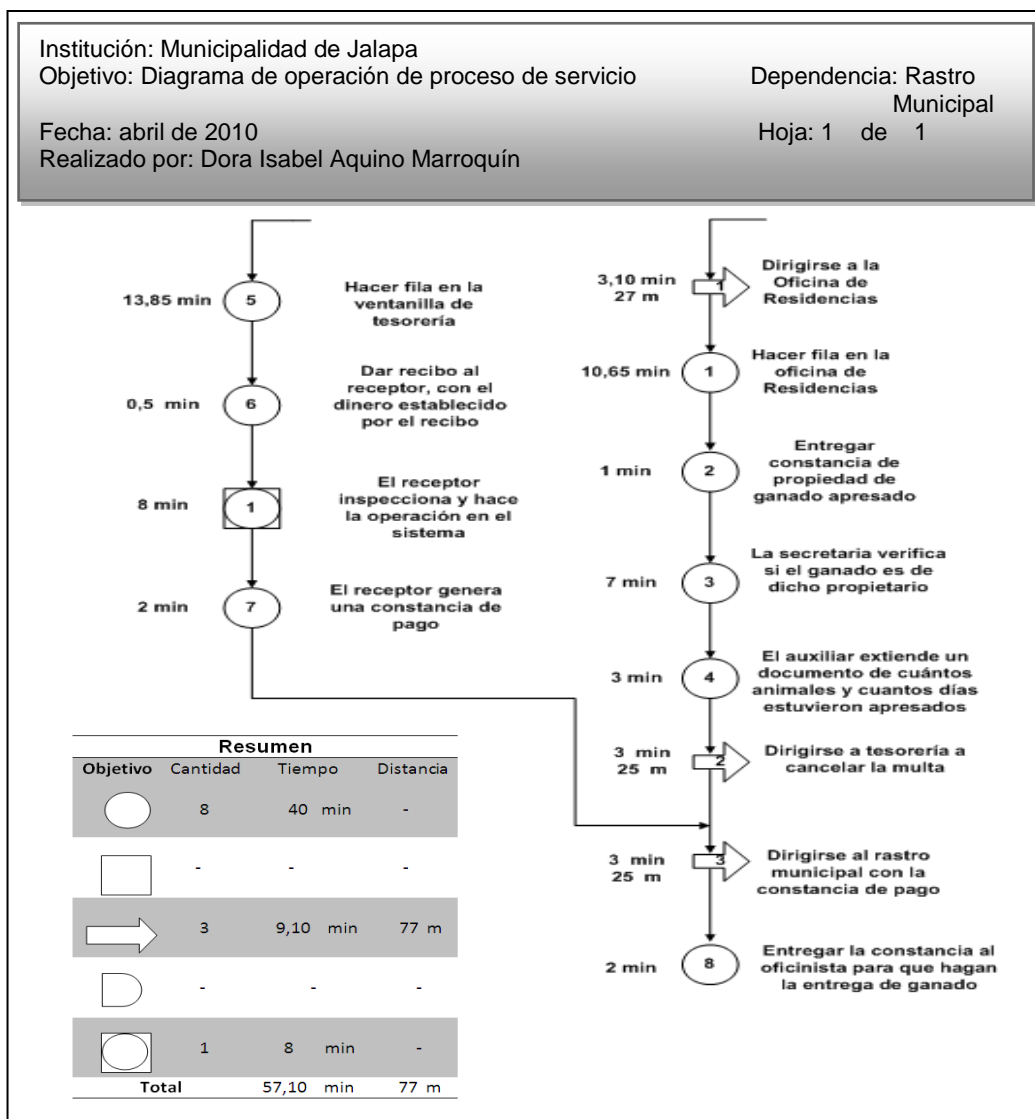 Institución: Municipalidad de Jalapa
Objetivo: Diagrama de operación de proceso de servicio
Dependencia: Rastro
Municipal
Fecha: abril de 2010
Hoja: 1 de 1
Realizado por: Dora Isabel Aquino Marroquín
13,85 min
5
Hacer fila en la
ventanilla de
tesorería
0,5 min
6
Dar recibo al
receptor, con el
dinero establecido
por el recibo
8 min
1
El receptor
inspecciona y hace
la operación en el
sistema
2 min
7
El receptor genera
una constancia de
pago
3,10 min
27 m
1
Dirigirse a la
Oficina de
Residencias
10,65 min
1
Hacer fila en la
oficina de
Residencias
1 min
2
Entregar
constancia de
propiedad de
ganado apresado
7 min
3
La secretaria verifica
si el ganado es de
dicho propietario
3 min
4
El auxiliar extiende un
documento de cuántos
animales y cuantos días
estuvieron apresados
3 min
25 m
2
Dirigirse a tesorería a
cancelar la multa
3 min
25 m
3
Dirigirse al rastro
municipal con la
constancia de pago
2 min
8
Entregar la constancia al
oficinista para que hagan
la entrega de ganado
Resumen
Objetivo Cantidad Tiempo Distancia
8 40 min -
- - -
3 9,10 min 77 m
- - -
1 8 min -
Total 57,10 min 77 m